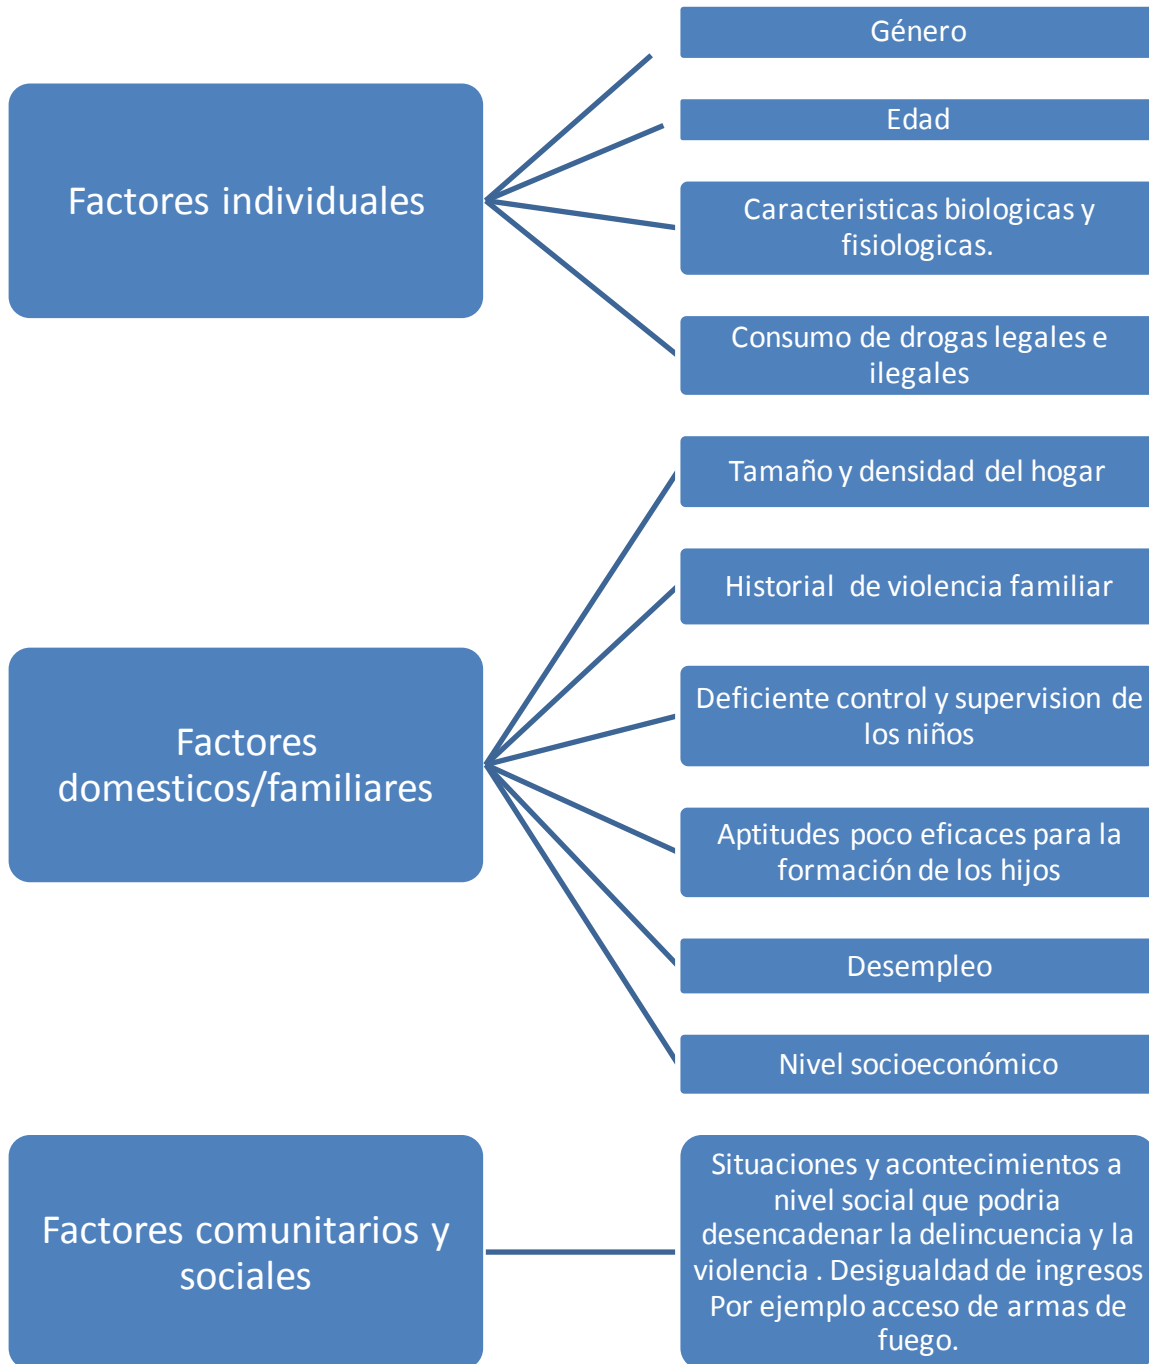 Factores individuales
Género
Edad
Caracteristicas biologicas y
fisiologicas.
Consumo de drogas legales e
ilegales
Factores
domesticos/familiares
Tamaño y densidad del hogar
Historial de violencia familiar
Deficiente control y supervision de
los niños
Aptitudes poco eficaces para la
formación de los hijos
Desempleo
Nivel socioeconómico
Factores comunitarios y
sociales
Situaciones y acontecimientos a
nivel social que podria
desencadenar la delincuencia y la
violencia . Desigualdad de ingresos
Por ejemplo acceso de armas de
fuego.